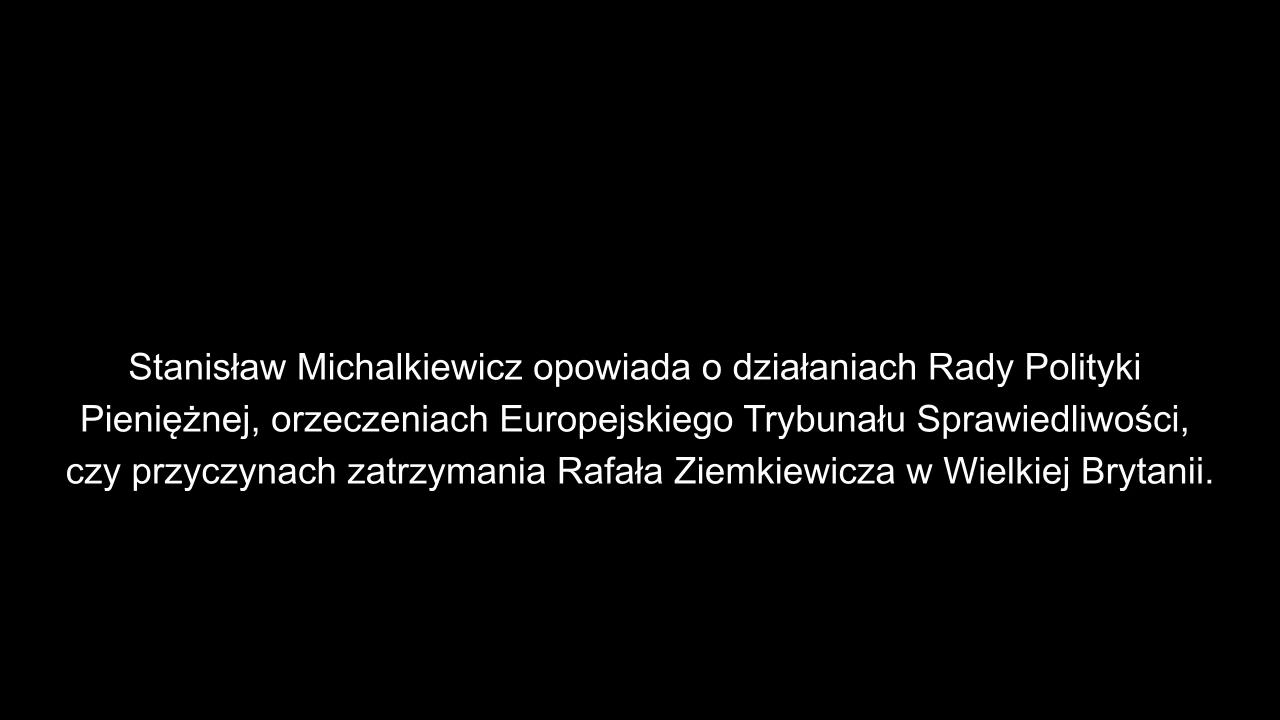 Stanisław Michalkiewicz opowiada o działaniach Rady Polityki
Pieniężnej, orzeczeniach Europejskiego Trybunału Sprawiedliwości,
czy przyczynach zatrzymania Rafała Ziemkiewicza w Wielkiej Brytanii.